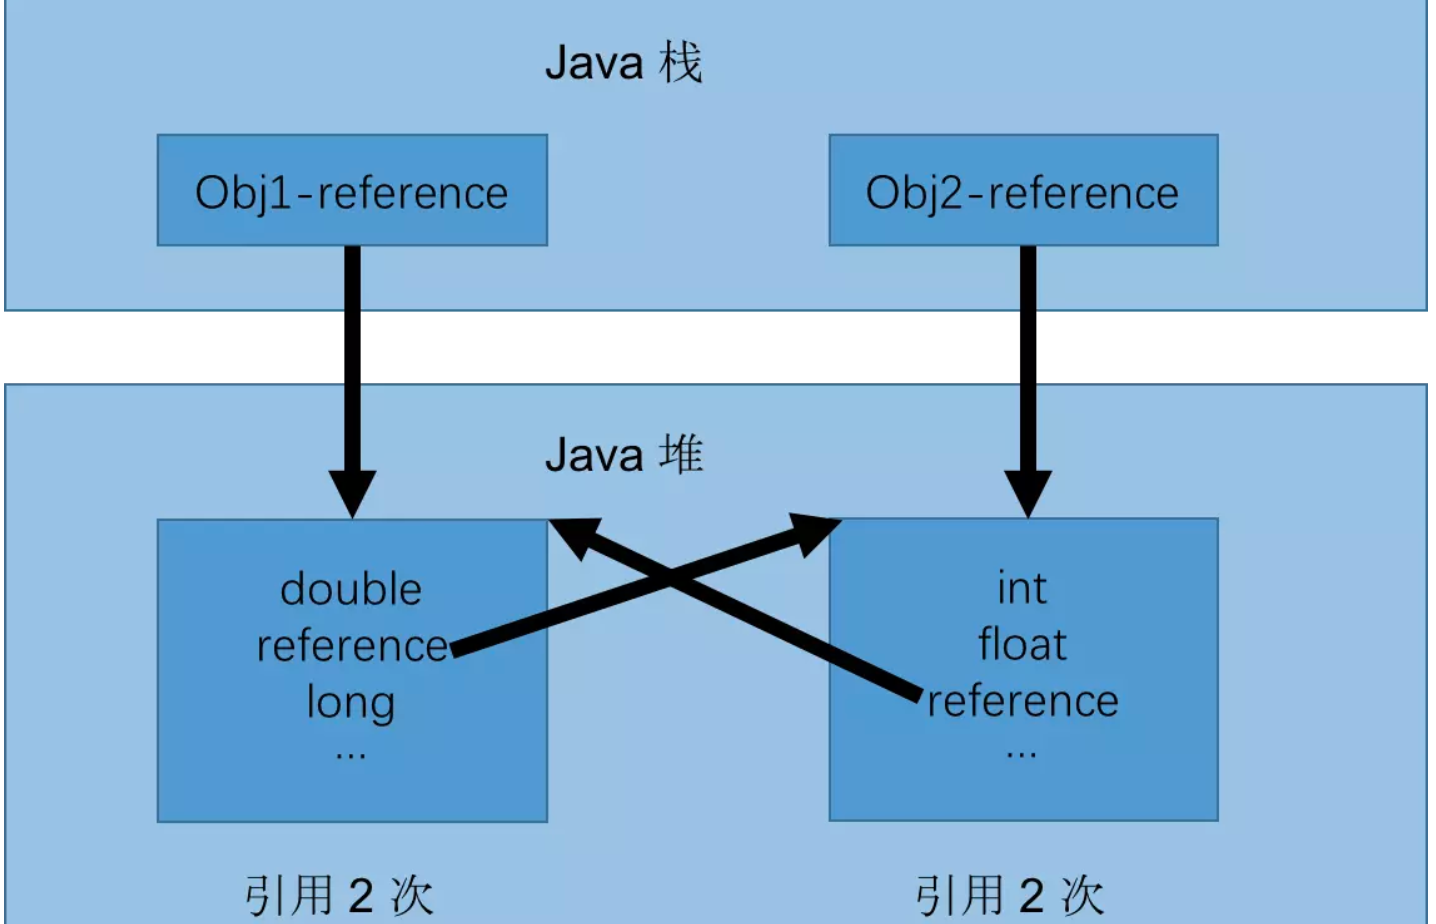 Java 栈
Obj1-reference
Obj2-reference
Java 堆
double
reference
long
...
int
float
reference
...
引用 2 次
引用 2 次